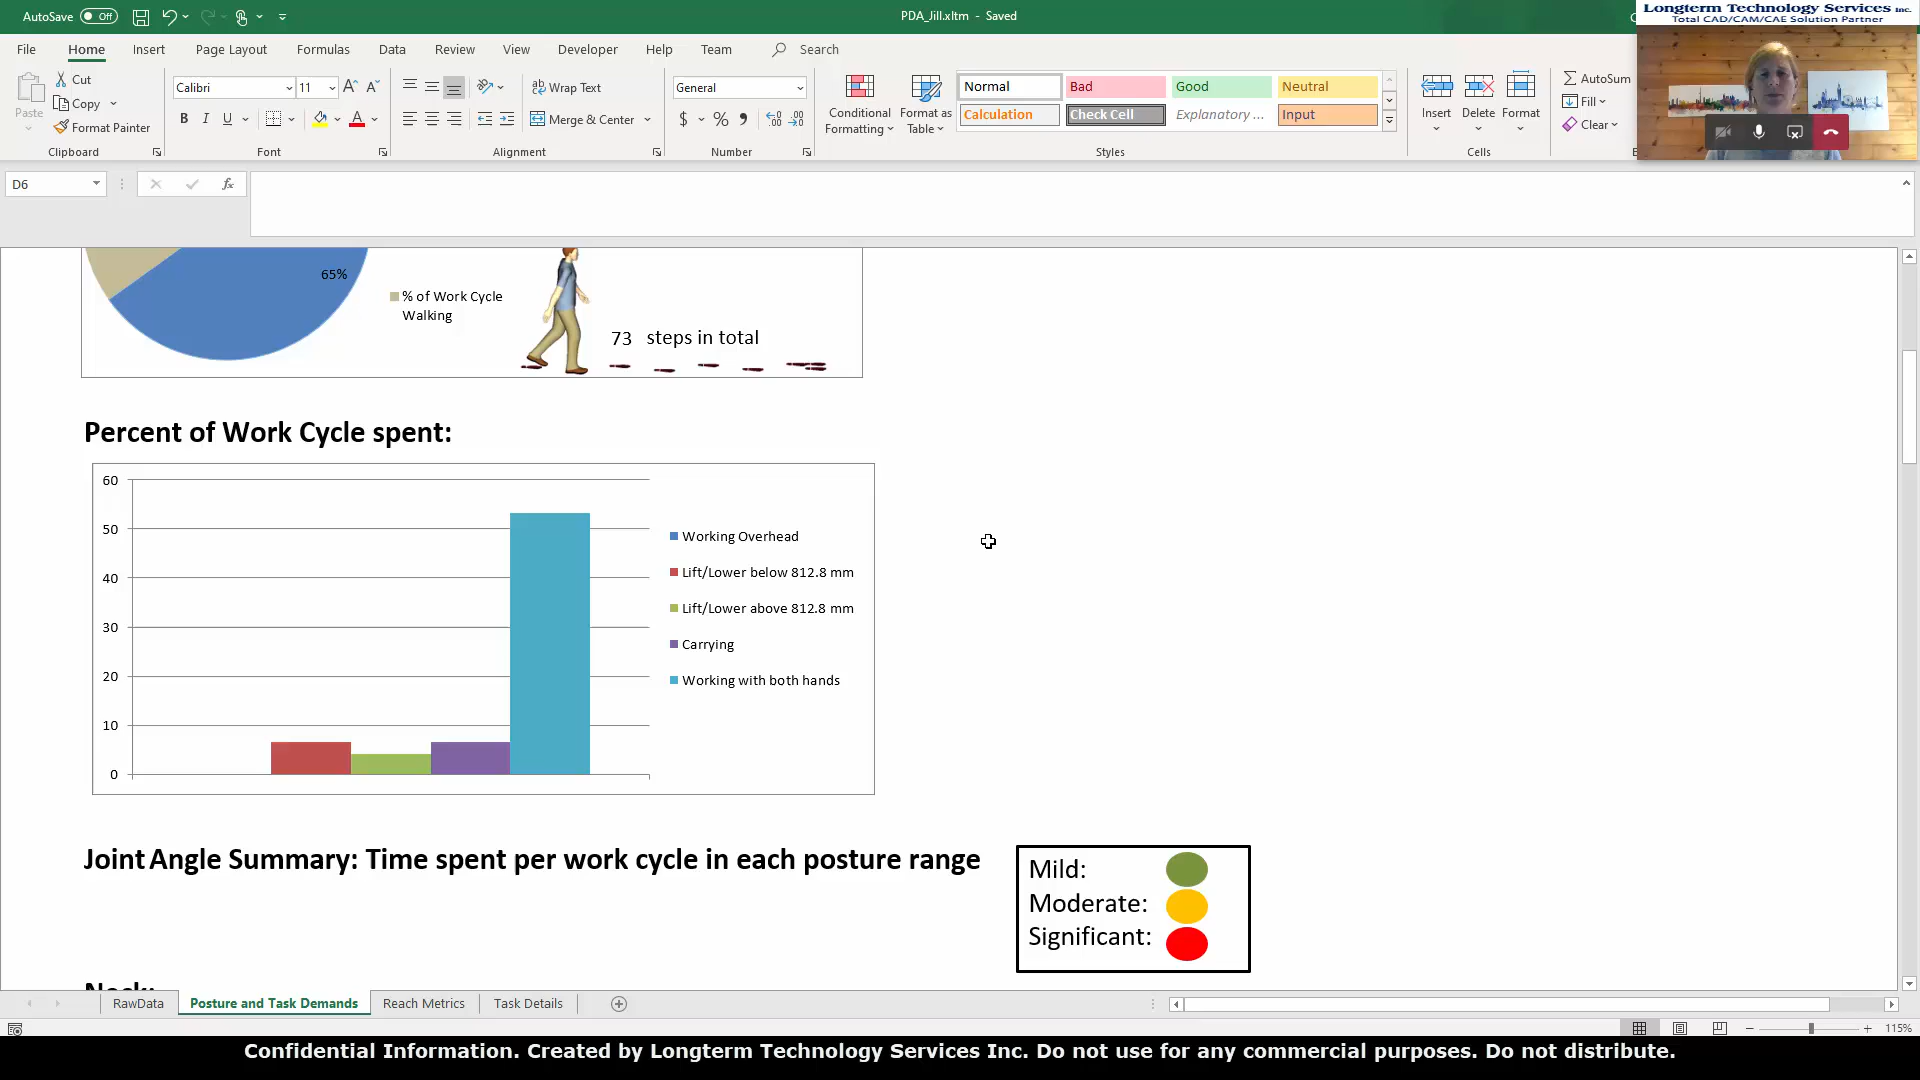 AutoSave Off
PDA_Jill.xltm - Saved
Longterm Technology Services Inc.
Total CAD/CAM/CAE Solution Partner
File Home Insert Page Layout Formulas Data Review View Developer Help Team Search
Paste
Cut
Copy
Format Painter
Clipboard
Calibri 11
B I U
Font
Wrap Text
Merge & Center
Alignment
General
$ % ,
Number
Conditional
Formatting
Format as
Table
Normal Bad Good Neutral
Calculation Check Cell Explanatory ... Input
Styles
Insert Delete Format
Cells
AutoSum
Fill
Clear
D6
fx
65%
% of Work Cycle
Walking
73 steps in total
Percent of Work Cycle spent:
60
50
40
30
20
10
0
Working Overhead
Lift/Lower below 812.8 mm
Lift/Lower above 812.8 mm
Carrying
Working with both hands
Joint Angle Summary: Time spent per work cycle in each posture range
Mild:
Moderate:
Significant:
RawData Posture and Task Demands Reach Metrics Task Details
115%
Confidential Information. Created by Longterm Technology Services Inc. Do not use for any commercial purposes. Do not distribute.